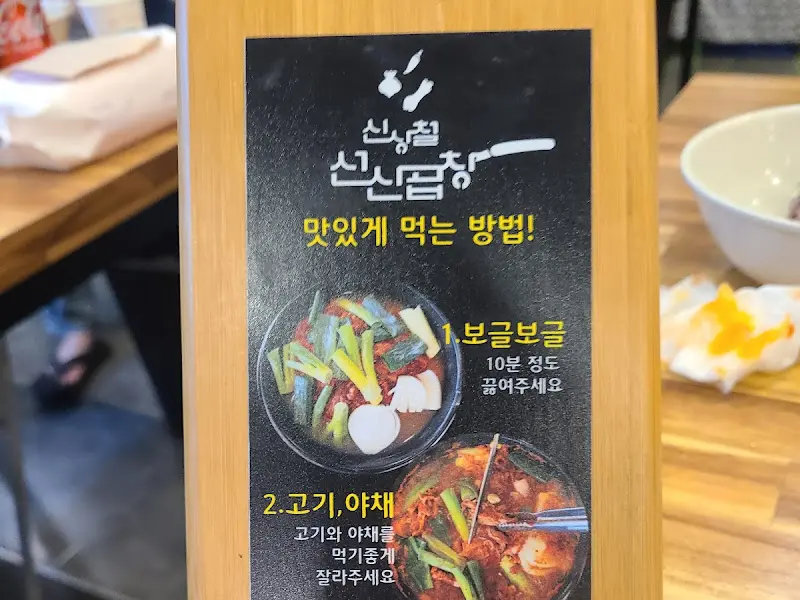 신상철
선산곱창
맛있게 먹는 방법!
1.보글보글
10분 정도
끓여주세요
2.고기,야채
고기와 야채를
먹기좋게
잘라주세요